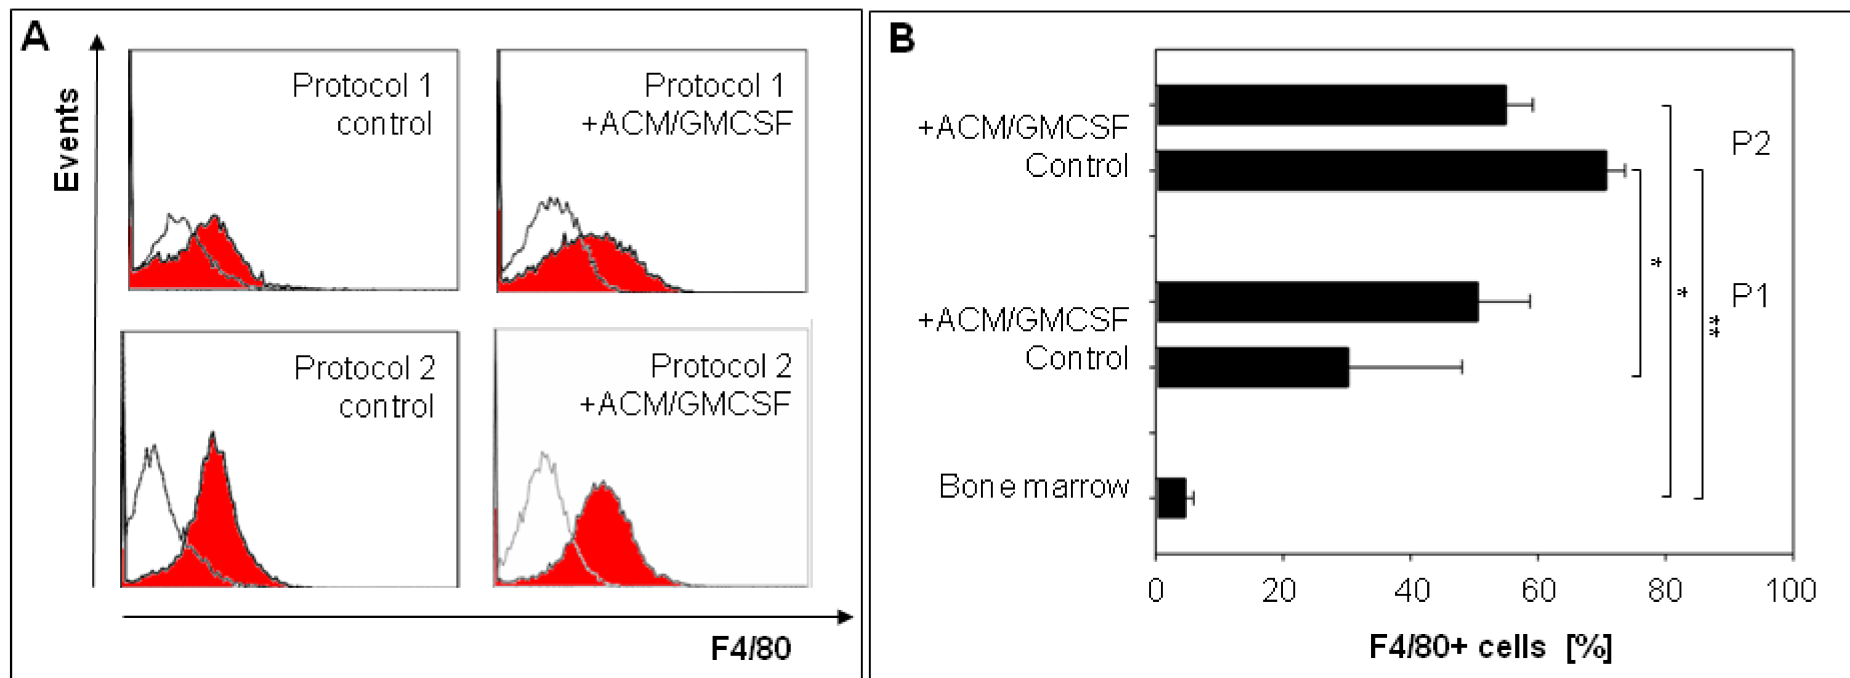 A
Events
Protocol 1
control
Protocol 1
+ACM/GMCSF
Protocol 2
control
Protocol 2
+ACM/GMCSF
F4/80
B
+ACM/GMCSF
Control
P2
+ACM/GMCSF
Control
P1
Bone marrow
*
*
**
0 20 40 60 80 100
F4/80+ cells [%]